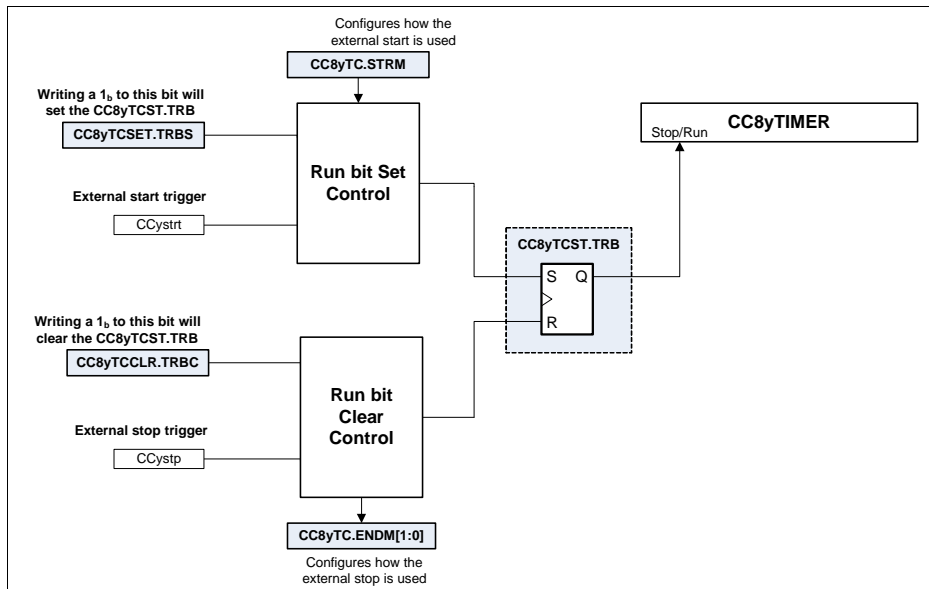 Configures how the
external start is used
CC8yTC.STRM
Writing a 1b to this bit will
set the CC8yTCST.TRB
CC8yTCSET.TRBS
Run bit Set
Control
External start trigger
CCystrt
CC8yTIMER
Stop/Run
CC8yTCST.TRB
S Q
R
Writing a 1b to this bit will
clear the CC8yTCST.TRB
CC8yTCCLR.TRBC
Run bit
Clear
Control
External stop trigger
CCystp
CC8yTC.ENDM[1:0]
Configures how the
external stop is used